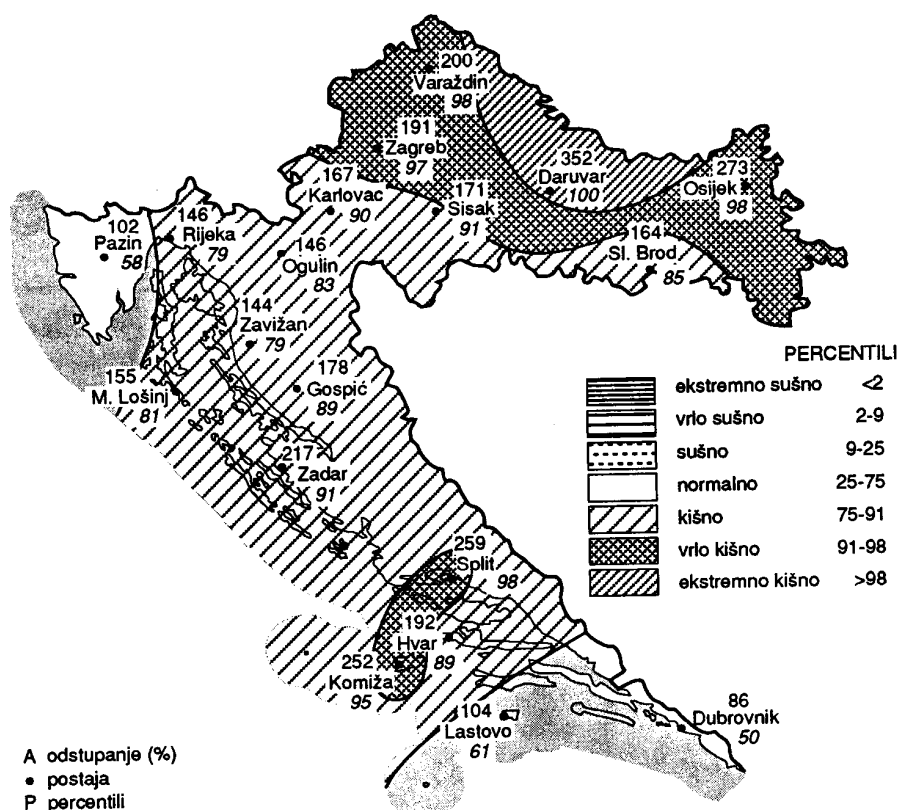 200
Varaždin
98
191
Zagreb
97
352
Daruvar
100
273
Osijek
98
167
Karlovac
90
171
Sisak
91
164
Sl. Brod
85
102
Pazin
58
146
Rijeka
79
146
Ogulin
83
144
Zavižan
79
155
M. Lošinj
81
178
Gospić
89
217
Zadar
91
259
Split
98
192
Hvar
89
252
Komiža
95
104
Lastovo
61
86
Dubrovnik
50
PERCENTILI
ekstremno sušno <2
vrlo sušno 2-9
sušno 9-25
normalno 25-75
kišno 75-91
vrlo kišno 91-98
ekstremno kišno >98
A odstupanje (%)
• postaja
P percentili